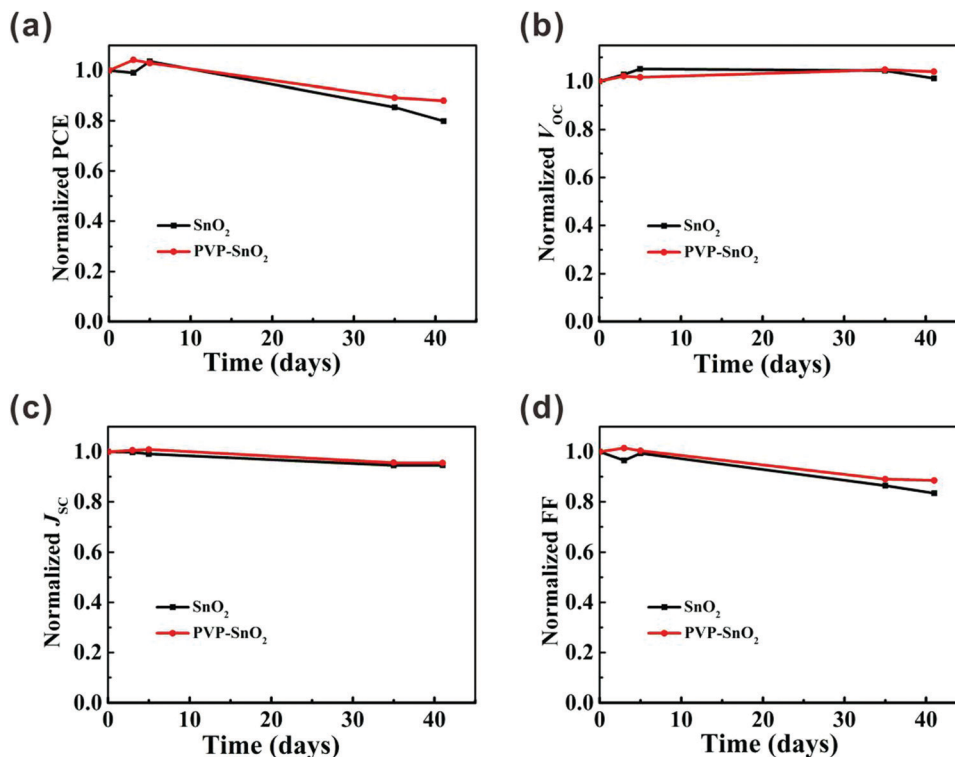 (a)
Normalized PCE
1.0
0.8
0.6
0.4
0.2
0.0
SnO₂
PVP-SnO₂
0 10 20 30 40
Time (days)
(b)
Normalized V_OC
1.0
0.8
0.6
0.4
0.2
0.0
SnO₂
PVP-SnO₂
0 10 20 30 40
Time (days)
(c)
Normalized J_SC
1.0
0.8
0.6
0.4
0.2
0.0
SnO₂
PVP-SnO₂
0 10 20 30 40
Time (days)
(d)
Normalized FF
1.0
0.8
0.6
0.4
0.2
0.0
SnO₂
PVP-SnO₂
0 10 20 30 40
Time (days)